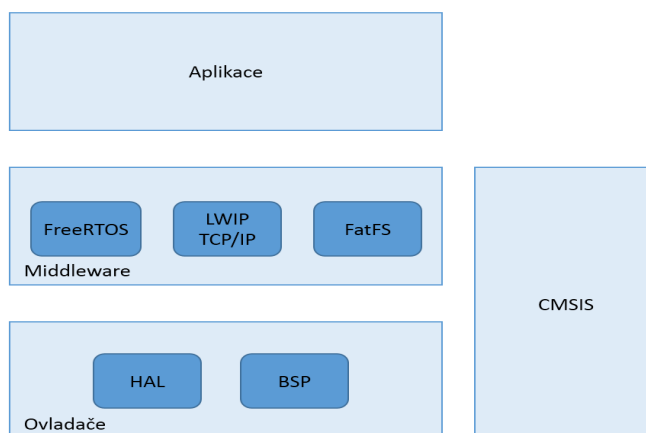 Aplikace
FreeRTOS
LWIP
TCP/IP
FatFS
Middleware
CMSIS
HAL
BSP
Ovladače